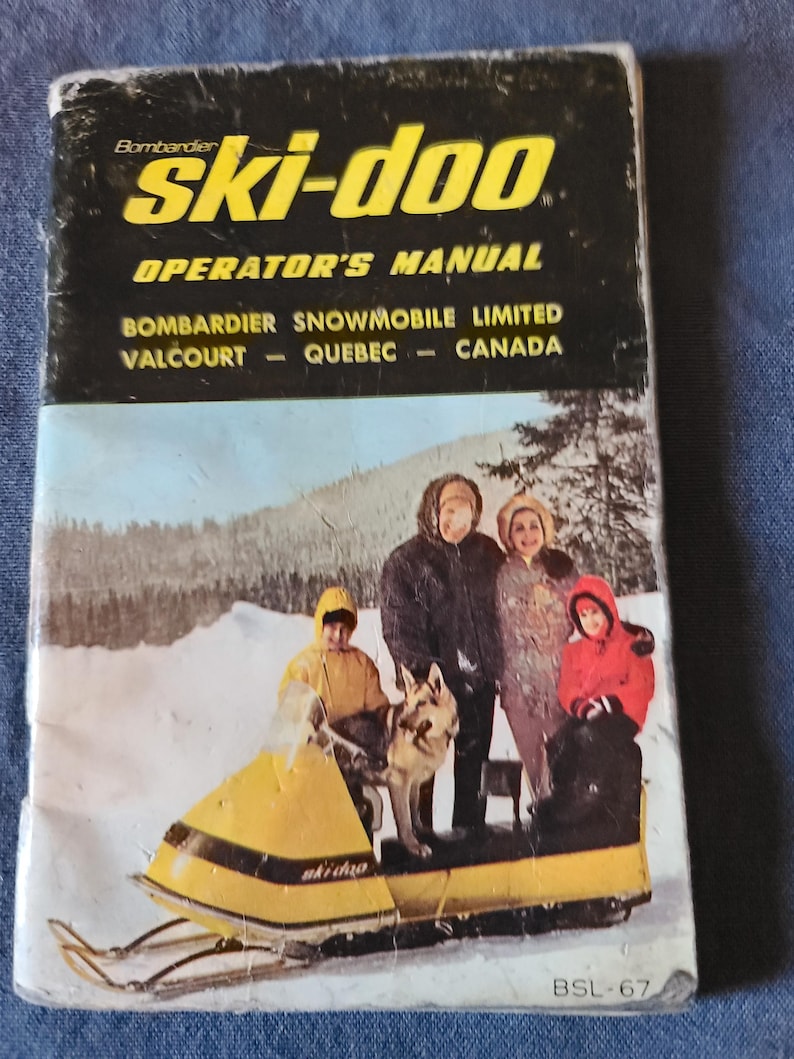 Bombardier
ski-doo
OPERATOR'S MANUAL
BOMBARDIER SNOWMOBILE LIMITED
VALCOURT — QUEBEC — CANADA
ski-doo
BSL-67